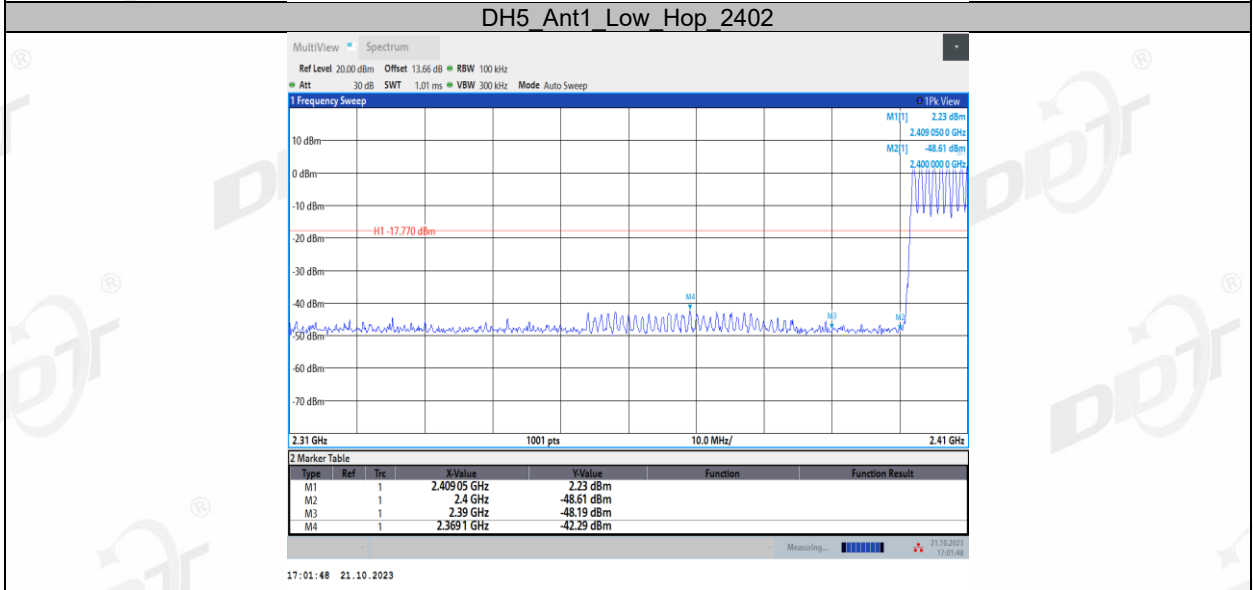 DH5_Ant1_Low_Hop_2402
MultiView Spectrum
Ref Level 20.00 dBm Offset 13.66 dB RBW 100 kHz
Att 30 dB SWT 1.01 ms VBW 300 kHz Mode Auto Sweep
1 Frequency Sweep 1Pk View
M1[1] 2.23 dBm
2.409 050 0 GHz
M2[1] -48.61 dBm
2.400 000 0 GHz
10 dBm
0 dBm
-10 dBm
H1 -17.770 dBm
-20 dBm
-30 dBm
-40 dBm
M4
M3
M2
-50 dBm
-60 dBm
-70 dBm
2.31 GHz 1001 pts 10.0 MHz/ 2.41 GHz
2 Marker Table
Type Ref Trc X-Value Y-Value Function Function Result
M1 1 2.40905 GHz 2.23 dBm
M2 1 2.4 GHz -48.61 dBm
M3 1 2.39 GHz -48.19 dBm
M4 1 2.3691 GHz -42.29 dBm
Measuring... 21.10.2023
17:01:48
17:01:48 21.10.2023
DDT
®